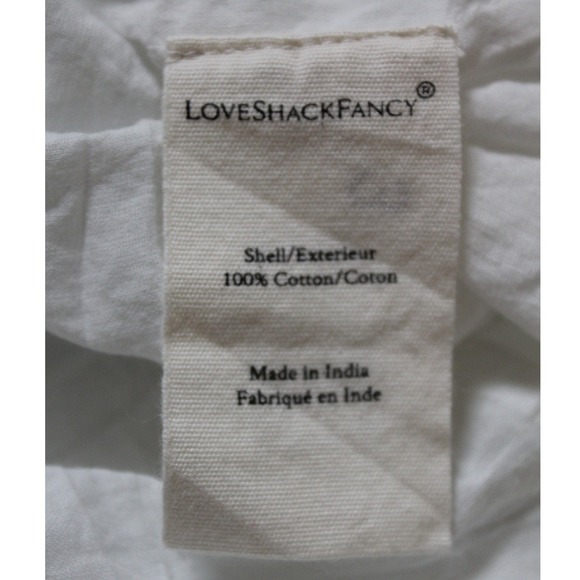 LOVESHACKFANCY®
Shell/Exterieur
100% Cotton/Coton
Made in India
Fabriqué en Inde